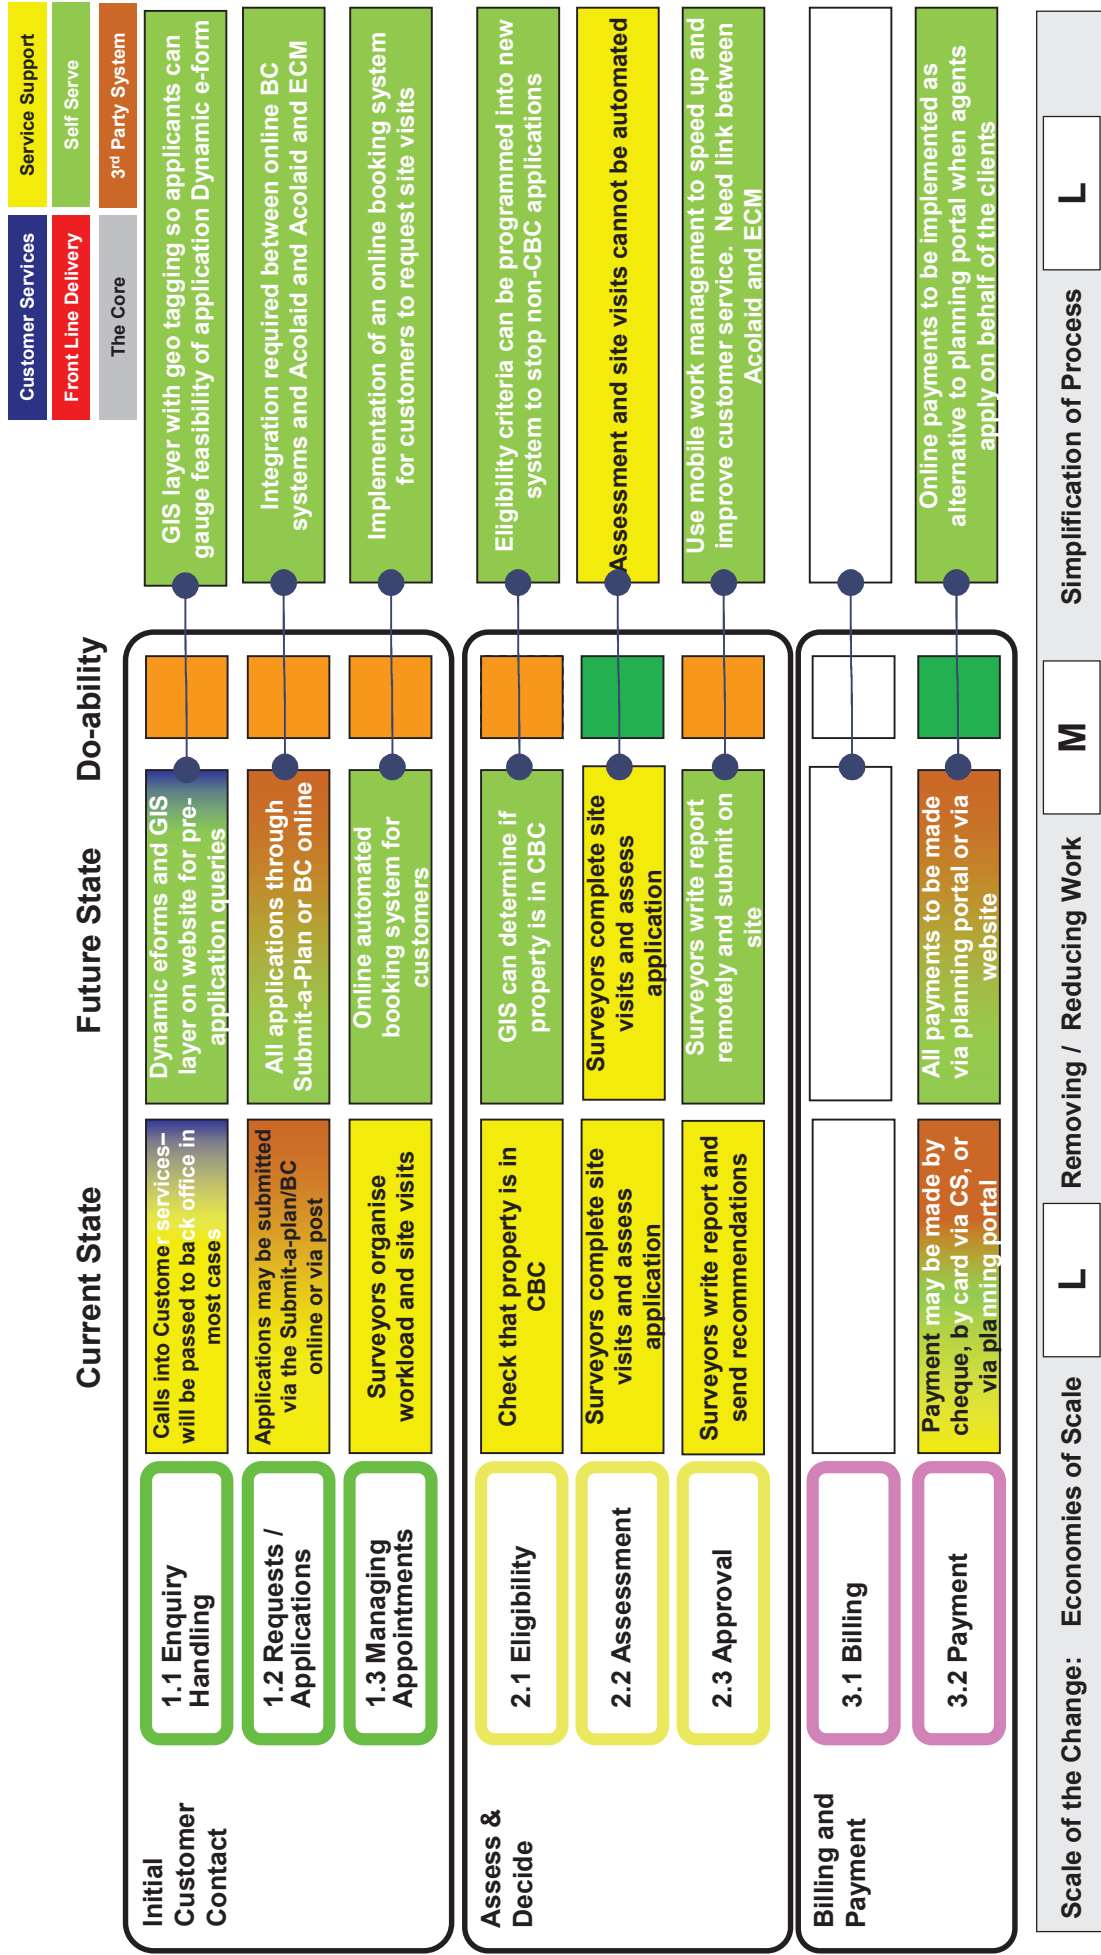 Customer Services
Service Support
Front Line Delivery
Self Serve
The Core
3rd Party System
Current State
Future State
Do-ability
Initial
Customer
Contact
1.1 Enquiry
Handling
Calls into Customer services–
will be passed to back office in
most cases
Dynamic eforms and GIS
layer on website for pre-
application queries
GIS layer with geo tagging so applicants can
gauge feasibility of application Dynamic e-form
1.2 Requests /
Applications
Applications may be submitted
via the Submit-a-plan/BC
online or via post
All applications through
Submit-a-Plan or BC online
Integration required between online BC
systems and Acolaid and Acolaid and ECM
1.3 Managing
Appointments
Surveyors organise
workload and site visits
Online automated
booking system for
customers
Implementation of an online booking system
for customers to request site visits
Assess &
Decide
2.1 Eligibility
Check that property is in
CBC
GIS can determine if
property is in CBC
Eligibility criteria can be programmed into new
system to stop non-CBC applications
2.2 Assessment
Surveyors complete site
visits and assess
application
Surveyors complete site
visits and assess
application
Assessment and site visits cannot be automated
2.3 Approval
Surveyors write report and
send recommendations
Surveyors write report
remotely and submit on
site
Use mobile work management to speed up and
improve customer service.  Need link between
Acolaid and ECM
Billing and
Payment
3.1 Billing
3.2 Payment
Payment may be made by
cheque, by card via CS, or
via planning portal
All payments to be made
via planning portal or via
website
Online payments to be implemented as
alternative to planning portal when agents
apply on behalf of the clients
Scale of the Change:   Economies of Scale   L   Removing /  Reducing Work   M   Simplification of Process   L